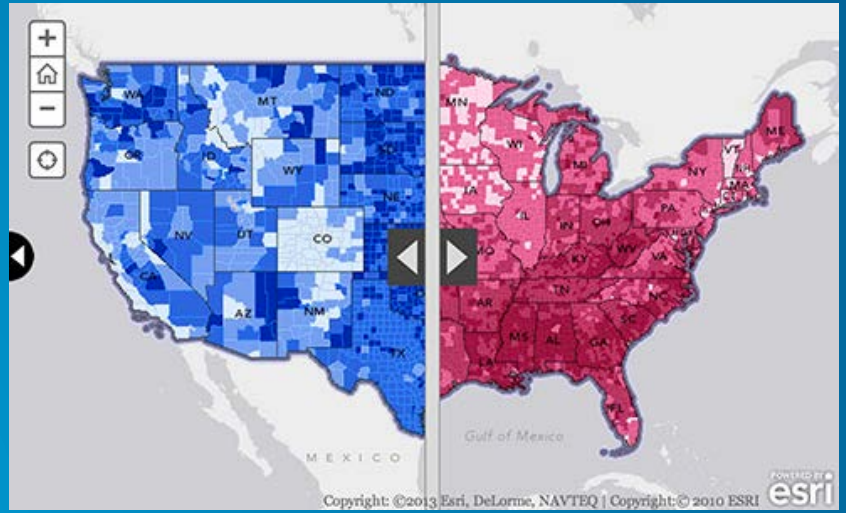 WA
MT
ND
MN
ME
OR
ID
SD
WI
VT
WY
MI
NY
MA
CT
IA
NE
PA
NV
UT
CO
IL
IN
OH
CA
MO
KY
WV
VA
AZ
NM
AR
TN
NC
SC
MS
AL
GA
TX
LA
FL
Gulf of Mexico
MEXICO
POWERED BY
esri
Copyright: ©2013 Esri, DeLorme, NAVTEQ | Copyright:© 2010 ESRI